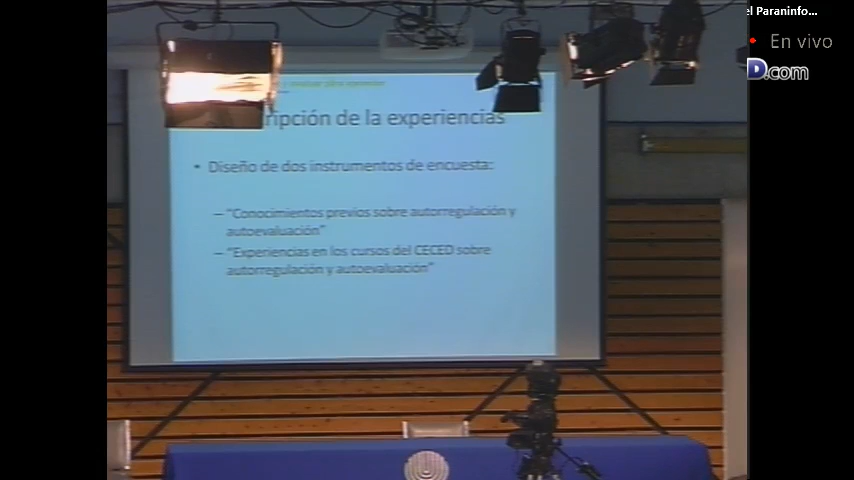 el Paraninfo...
En vivo
D.com
ripción de la experiencias
• Diseño de dos instrumentos de encuesta:
– "Conocimientos previos sobre autorregulación y
autoevaluación"
– "Experiencias en los cursos del CECED sobre
autorregulación y autoevaluación"